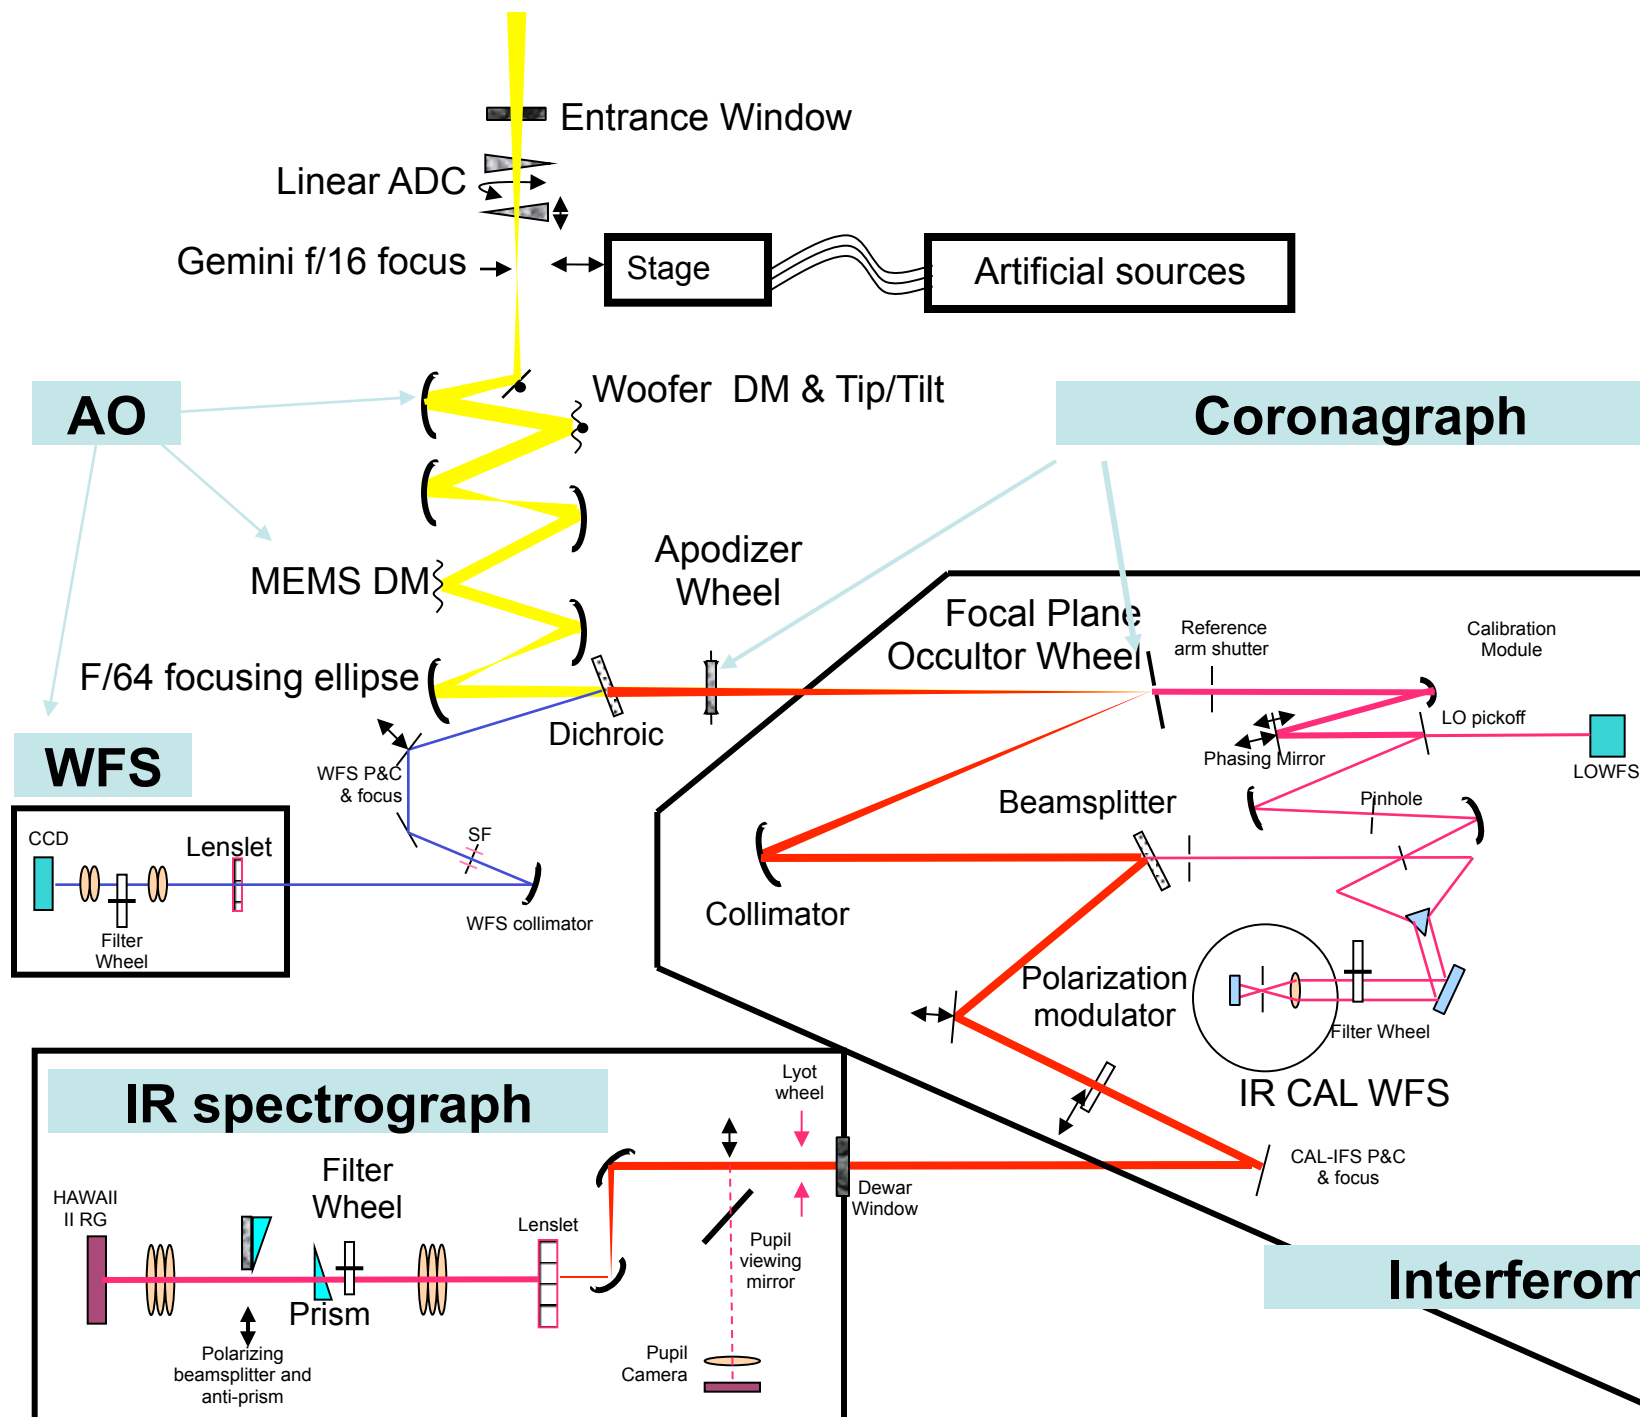 Entrance Window
Linear ADC
Gemini f/16 focus
Stage
Artificial sources
AO
Woofer  DM & Tip/Tilt
Coronagraph
MEMS DM
Apodizer
Wheel
F/64 focusing ellipse
Dichroic
Focal Plane
Occultor Wheel
Reference
arm shutter
Calibration
Module
LO pickoff
Phasing Mirror
LOWFS
WFS
WFS P&C
& focus
CCD
Lenslet
SF
Filter
Wheel
WFS collimator
Beamsplitter
Pinhole
Collimator
Polarization
modulator
Filter Wheel
IR CAL WFS
IR spectrograph
Lyot
wheel
CAL-IFS P&C
& focus
Dewar
Window
HAWAII
II RG
Filter
Wheel
Lenslet
Pupil
viewing
mirror
Prism
Polarizing
beamsplitter and
anti-prism
Pupil
Camera
Interferom